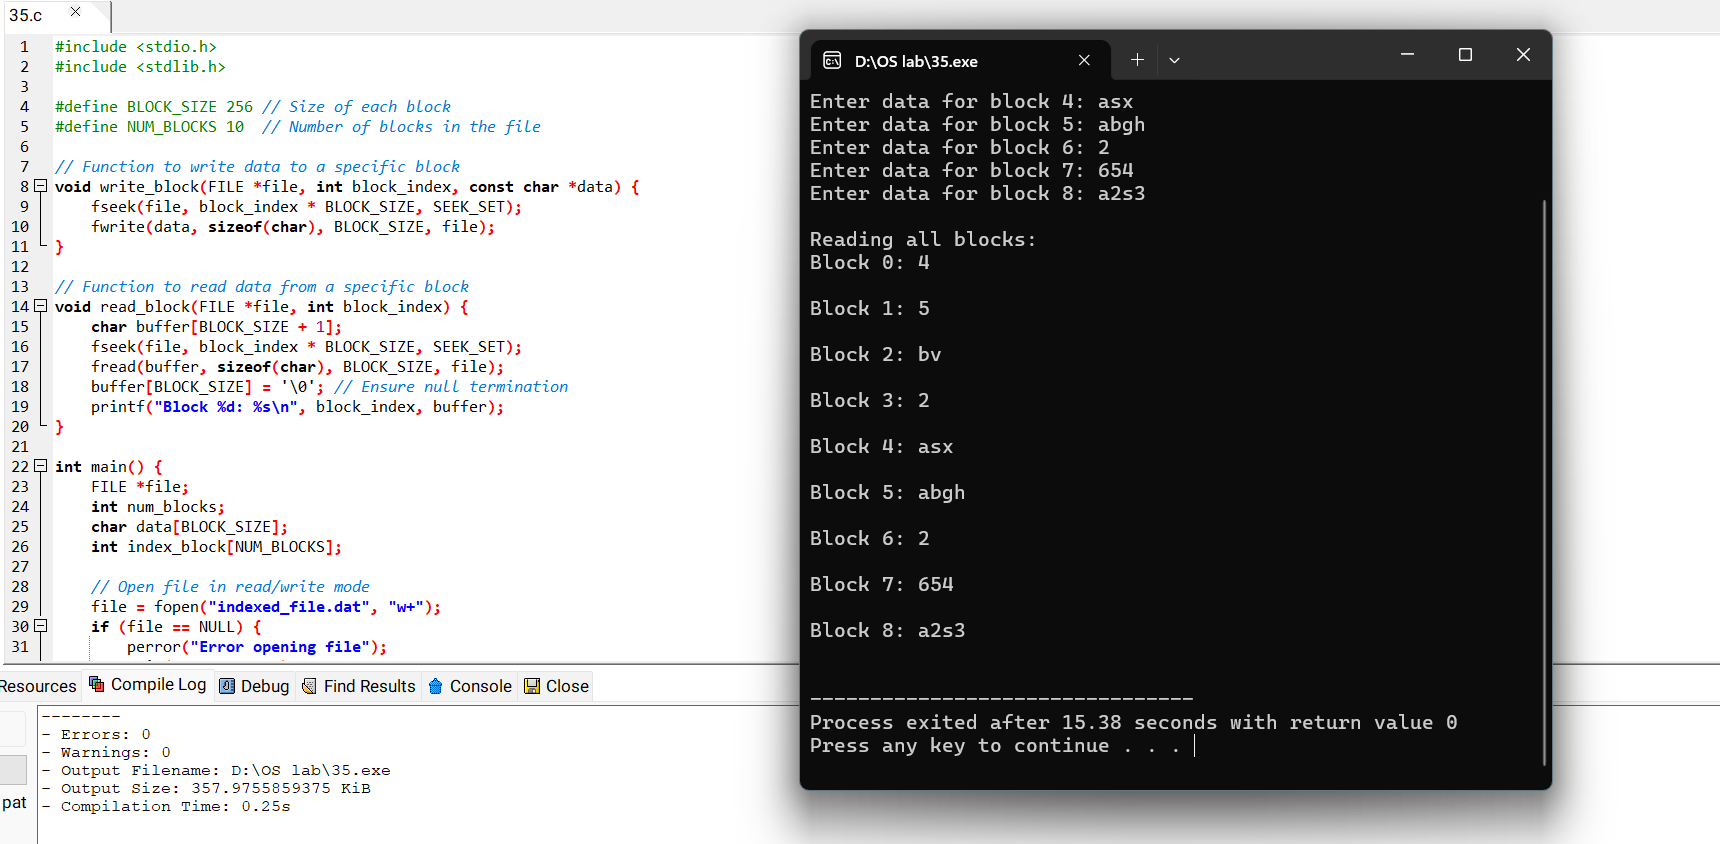 35.c
1 #include <stdio.h>
2 #include <stdlib.h>
3
4 #define BLOCK_SIZE 256 // Size of each block
5 #define NUM_BLOCKS 10  // Number of blocks in the file
6
7 // Function to write data to a specific block
8 void write_block(FILE *file, int block_index, const char *data) {
9     fseek(file, block_index * BLOCK_SIZE, SEEK_SET);
10     fwrite(data, sizeof(char), BLOCK_SIZE, file);
11 }
12
13 // Function to read data from a specific block
14 void read_block(FILE *file, int block_index) {
15     char buffer[BLOCK_SIZE + 1];
16     fseek(file, block_index * BLOCK_SIZE, SEEK_SET);
17     fread(buffer, sizeof(char), BLOCK_SIZE, file);
18     buffer[BLOCK_SIZE] = '\0'; // Ensure null termination
19     printf("Block %d: %s\n", block_index, buffer);
20 }
21
22 int main() {
23     FILE *file;
24     int num_blocks;
25     char data[BLOCK_SIZE];
26     int index_block[NUM_BLOCKS];
27
28     // Open file in read/write mode
29     file = fopen("indexed_file.dat", "w+");
30     if (file == NULL) {
31         perror("Error opening file");
D:\OS lab\35.exe
Enter data for block 4: asx
Enter data for block 5: abgh
Enter data for block 6: 2
Enter data for block 7: 654
Enter data for block 8: a2s3
Reading all blocks:
Block 0: 4
Block 1: 5
Block 2: bv
Block 3: 2
Block 4: asx
Block 5: abgh
Block 6: 2
Block 7: 654
Block 8: a2s3
--------------------------------
Process exited after 15.38 seconds with return value 0
Press any key to continue . . .
Resources Compile Log Debug Find Results Console Close
--------
- Errors: 0
- Warnings: 0
- Output Filename: D:\OS lab\35.exe
- Output Size: 357.9755859375 KiB
- Compilation Time: 0.25s
pat